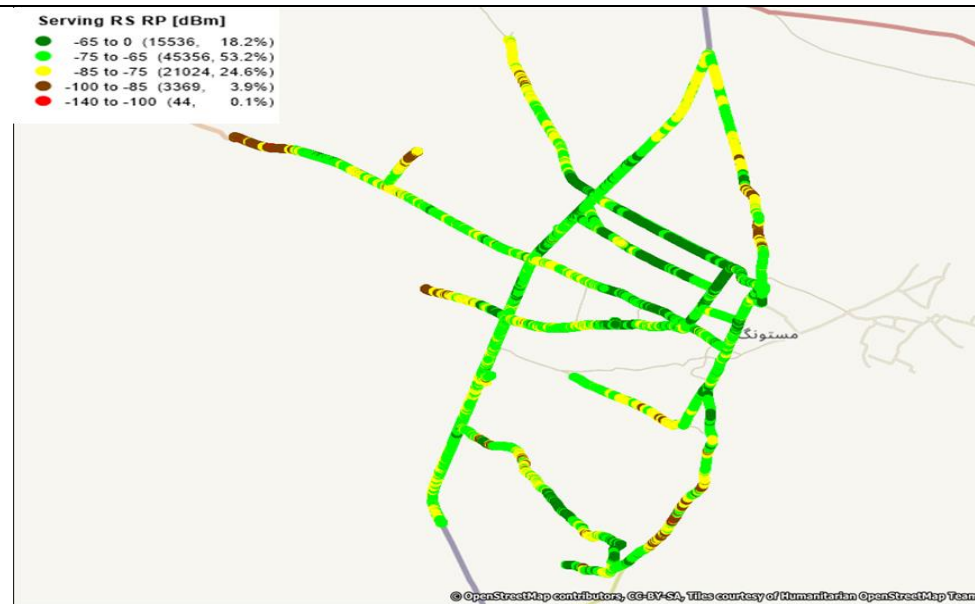 Serving RS RP [dBm]
-65 to 0 (15536, 18.2%)
-75 to -65 (45356, 53.2%)
-85 to -75 (21024, 24.6%)
-100 to -85 (3369, 3.9%)
-140 to -100 (44, 0.1%)
مستونگ
© OpenStreetMap contributors, CC-BY-SA, Tiles courtesy of Humanitarian OpenStreetMap Team